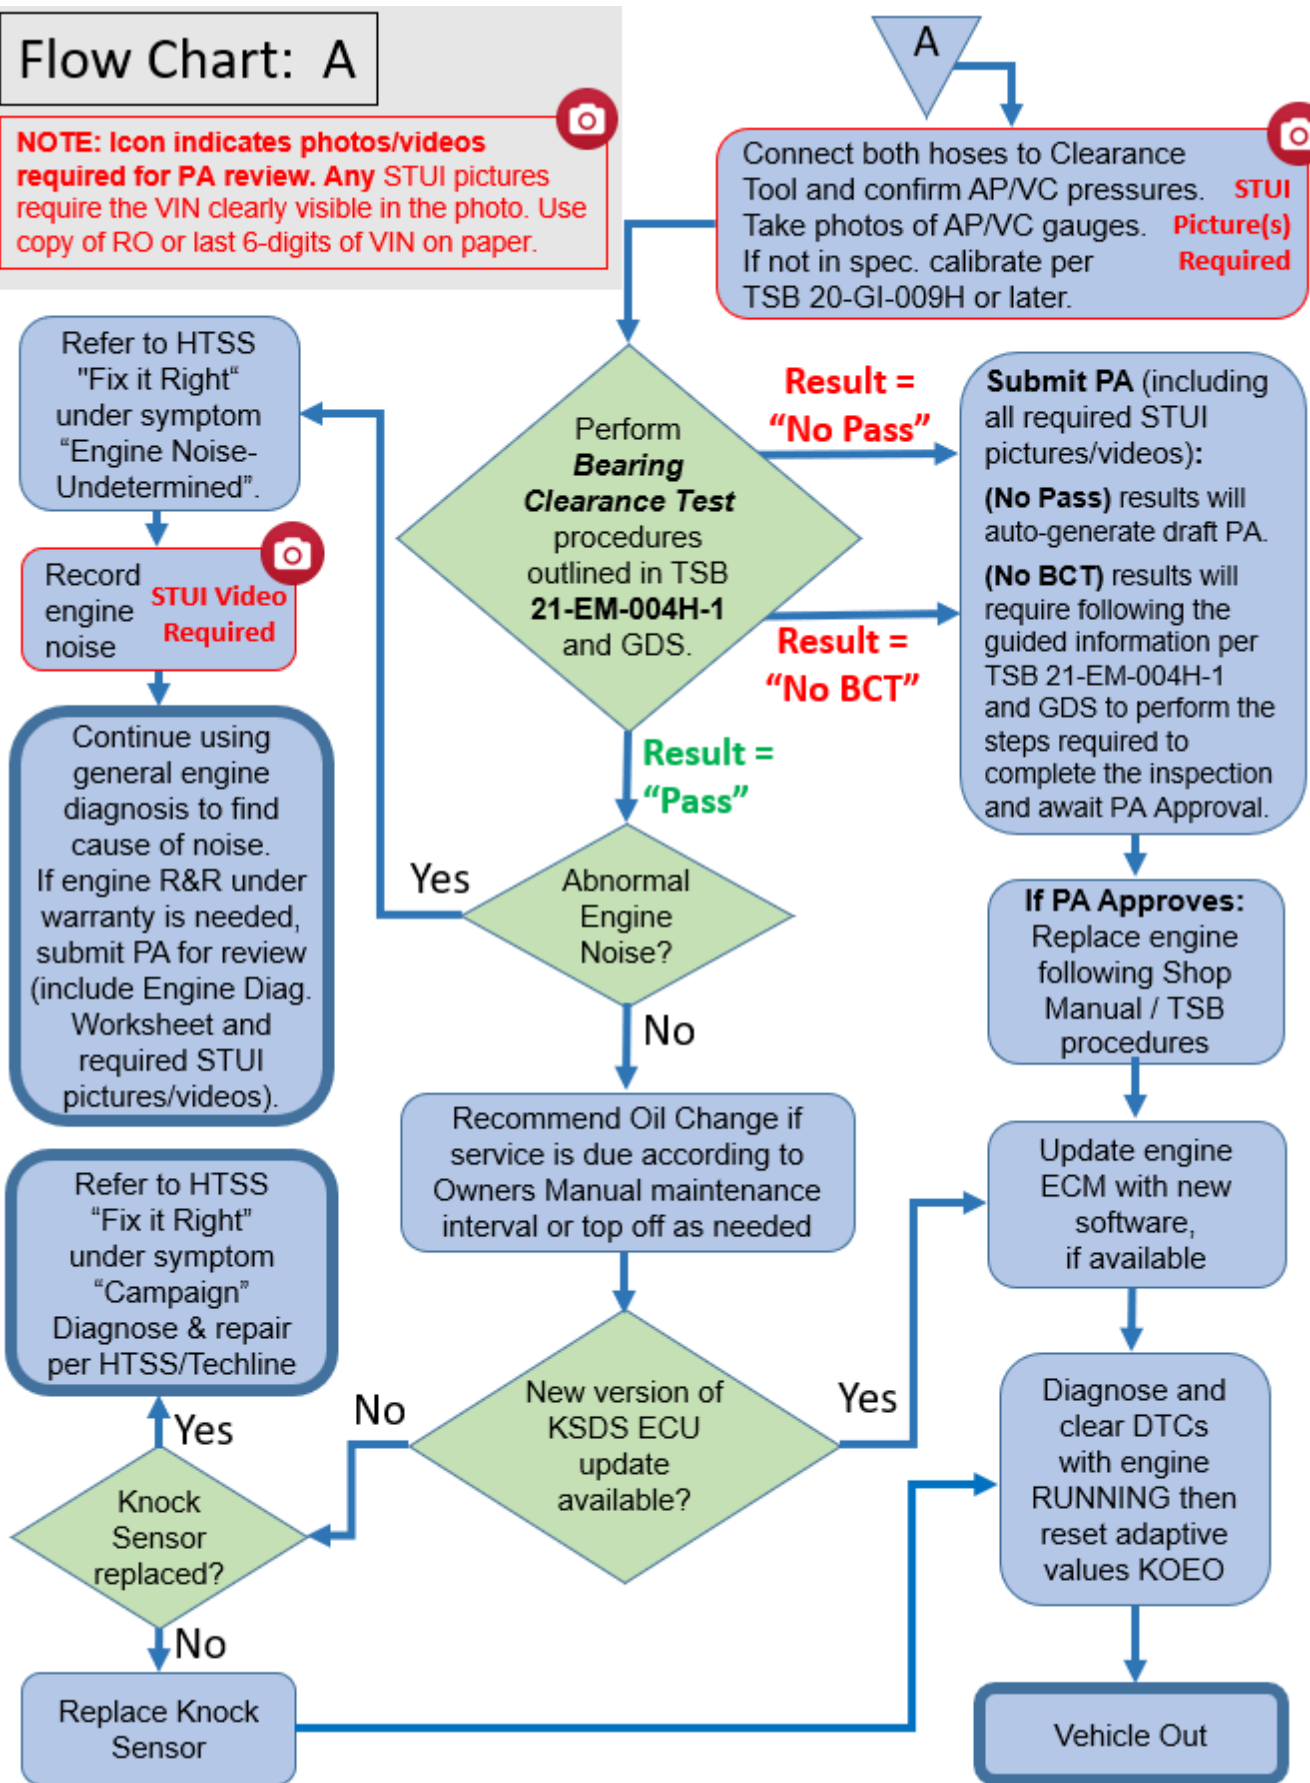 Flow Chart: A
NOTE: Icon indicates photos/videos
required for PA review. Any STUI pictures
require the VIN clearly visible in the photo. Use
copy of RO or last 6-digits of VIN on paper.
A
Connect both hoses to Clearance
Tool and confirm AP/VC pressures.
Take photos of AP/VC gauges.
If not in spec. calibrate per
TSB 20-GI-009H or later.
STUI
Picture(s)
Required
Perform
Bearing
Clearance Test
procedures
outlined in TSB
21-EM-004H-1
and GDS.
Result =
“No Pass”
Result =
“No BCT”
Result =
“Pass”
Submit PA (including
all required STUI
pictures/videos):
(No Pass) results will
auto-generate draft PA.
(No BCT) results will
require following the
guided information per
TSB 21-EM-004H-1
and GDS to perform the
steps required to
complete the inspection
and await PA Approval.
If PA Approves:
Replace engine
following Shop
Manual / TSB
procedures
Update engine
ECM with new
software,
if available
Diagnose and
clear DTCs
with engine
RUNNING then
reset adaptive
values KOEO
Vehicle Out
Abnormal
Engine
Noise?
Yes
No
Refer to HTSS
"Fix it Right“
under symptom
“Engine Noise-
Undetermined”.
Record
engine
noise
STUI Video
Required
Continue using
general engine
diagnosis to find
cause of noise.
If engine R&R under
warranty is needed,
submit PA for review
(include Engine Diag.
Worksheet and
required STUI
pictures/videos).
Recommend Oil Change if
service is due according to
Owners Manual maintenance
interval or top off as needed
New version of
KSDS ECU
update
available?
Yes
No
Knock
Sensor
replaced?
Yes
Refer to HTSS
“Fix it Right”
under symptom
“Campaign”
Diagnose & repair
per HTSS/Techline
No
Replace Knock
Sensor